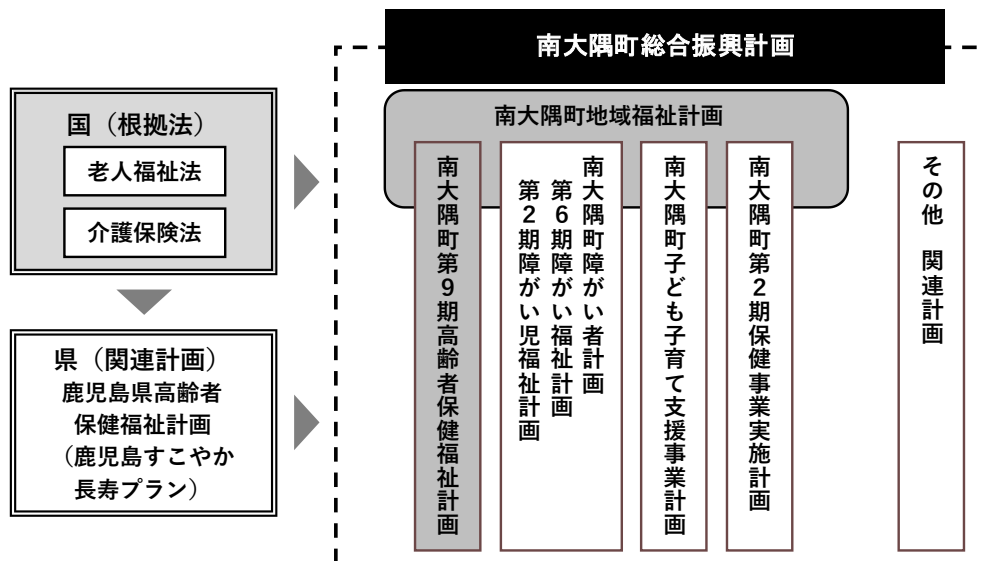 南大隅町総合振興計画
国（根拠法）
老人福祉法
介護保険法
県（関連計画）
鹿児島県高齢者
保健福祉計画
（鹿児島すこやか
長寿プラン）
南大隅町地域福祉計画
南大隅町第９期高齢者保健福祉計画
南大隅町障がい者計画
第６期障がい福祉計画
第２期障がい児福祉計画
南大隅町子ども子育て支援事業計画
南大隅町第２期保健事業実施計画
その他　関連計画